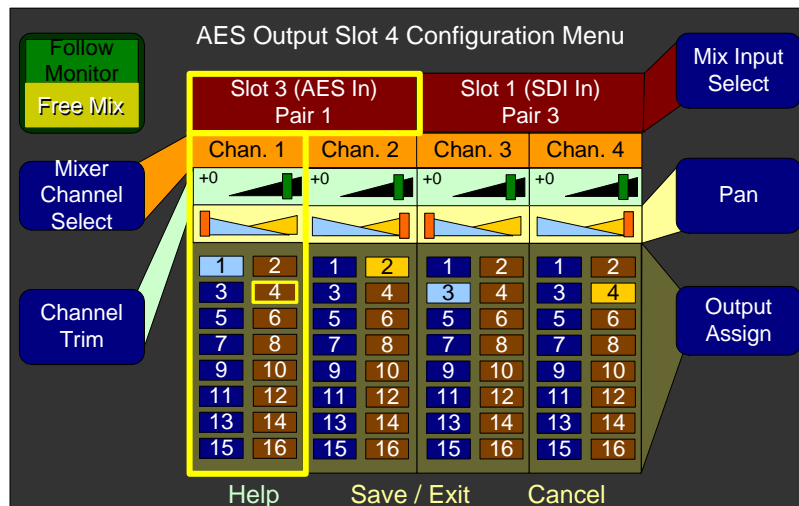 AES Output Slot 4 Configuration Menu
Follow
Monitor
Free Mix
Mix Input
Select
Slot 3 (AES In)
Pair 1
Slot 1 (SDI In)
Pair 3
Chan. 1 Chan. 2 Chan. 3 Chan. 4
Mixer
Channel
Select
+0 +0 +0 +0
Pan
Channel
Trim
Output
Assign
1 2 1 2 1 2 1 2
3 4 3 4 3 4 3 4
5 6 5 6 5 6 5 6
7 8 7 8 7 8 7 8
9 10 9 10 9 10 9 10
11 12 11 12 11 12 11 12
13 14 13 14 13 14 13 14
15 16 15 16 15 16 15 16
Help Save / Exit Cancel